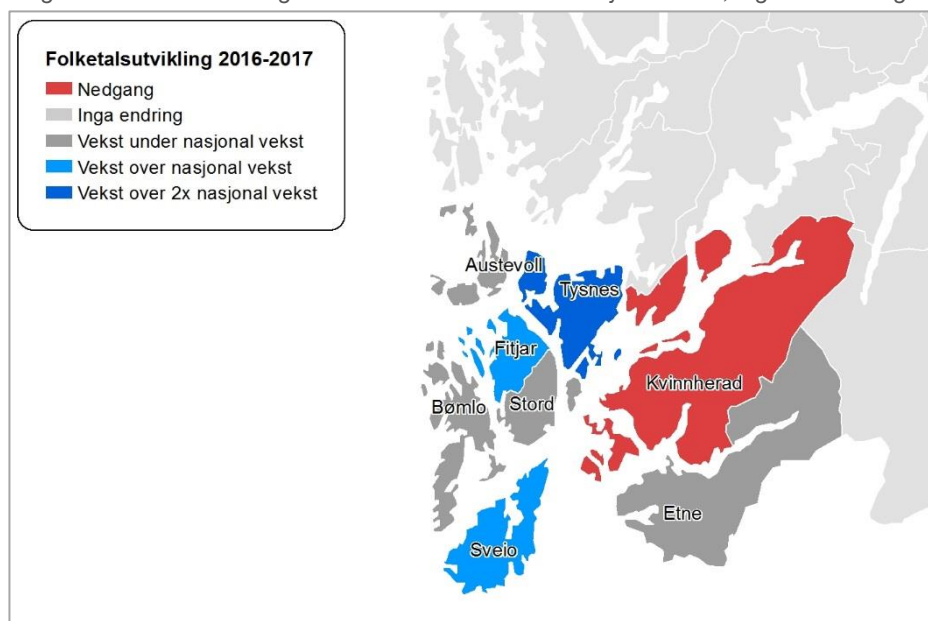 Folketalsutvikling 2016-2017
Nedgang
Inga endring
Vekst under nasjonal vekst
Vekst over nasjonal vekst
Vekst over 2x nasjonal vekst
Austevoll
Tysnes
Fitjar
Kvinnherad
Bømlo
Stord
Etne
Sveio